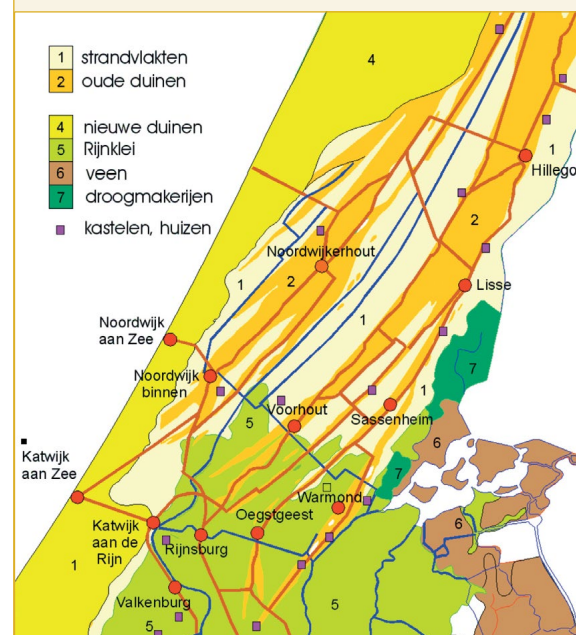 1 strandvlakten
2 oude duinen
4 nieuwe duinen
5 Rijnklei
6 veen
7 droogmakerijen
kastelen, huizen
4
1
Hillego
2
Noordwijkerhout
1
2
Lisse
Noordwijk
aan Zee
1
7
Noordwijk
binnen
1
Voorhout
Sassenheim
5
6
Katwijk
aan Zee
7
Warmond
Katwijk
aan de
Rijn
Oegstgeest
Rijnsburg
6
1
Valkenburg
5
5